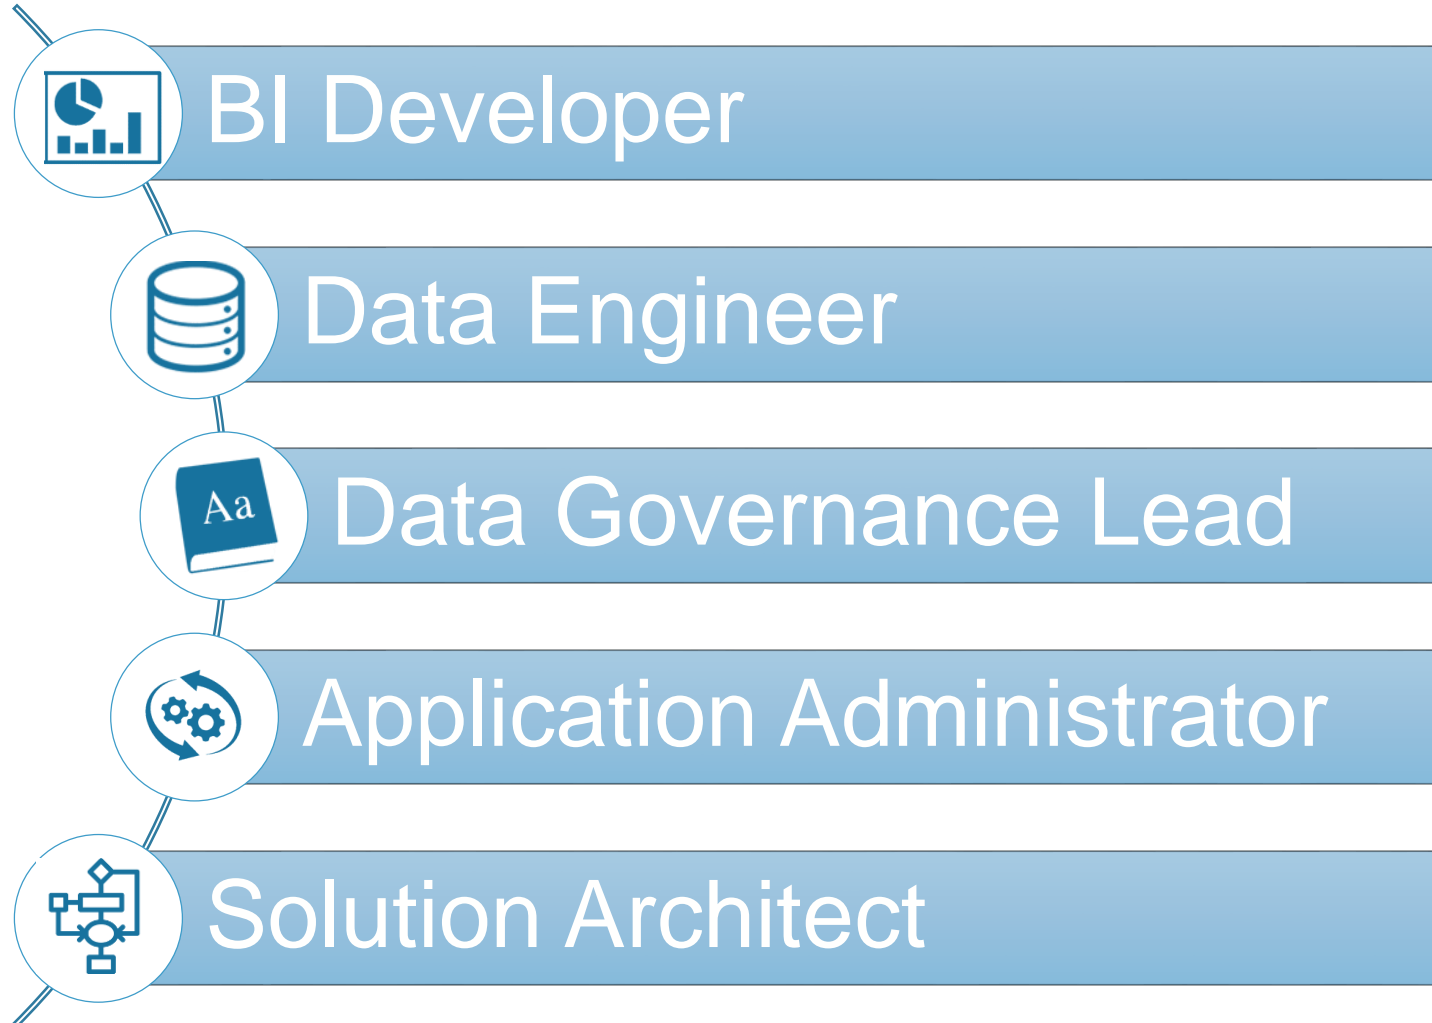 BI Developer
Data Engineer
Aa
Data Governance Lead
Application Administrator
Solution Architect